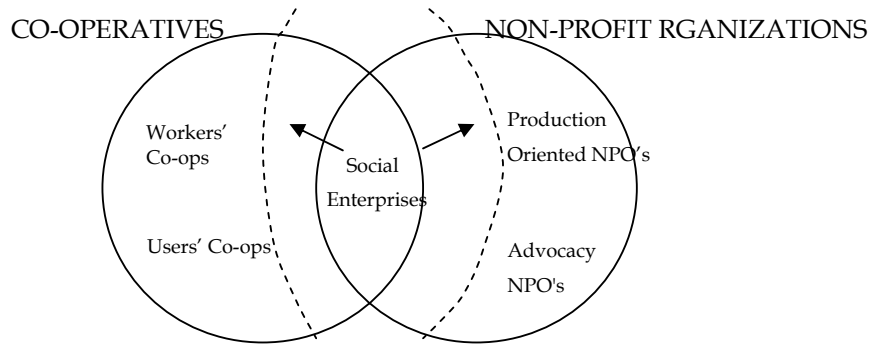 CO-OPERATIVES
NON-PROFIT RGANIZATIONS
Workers’
Co-ops
Users’ Co-ops
Social
Enterprises
Production
Oriented NPO’s
Advocacy
NPO's